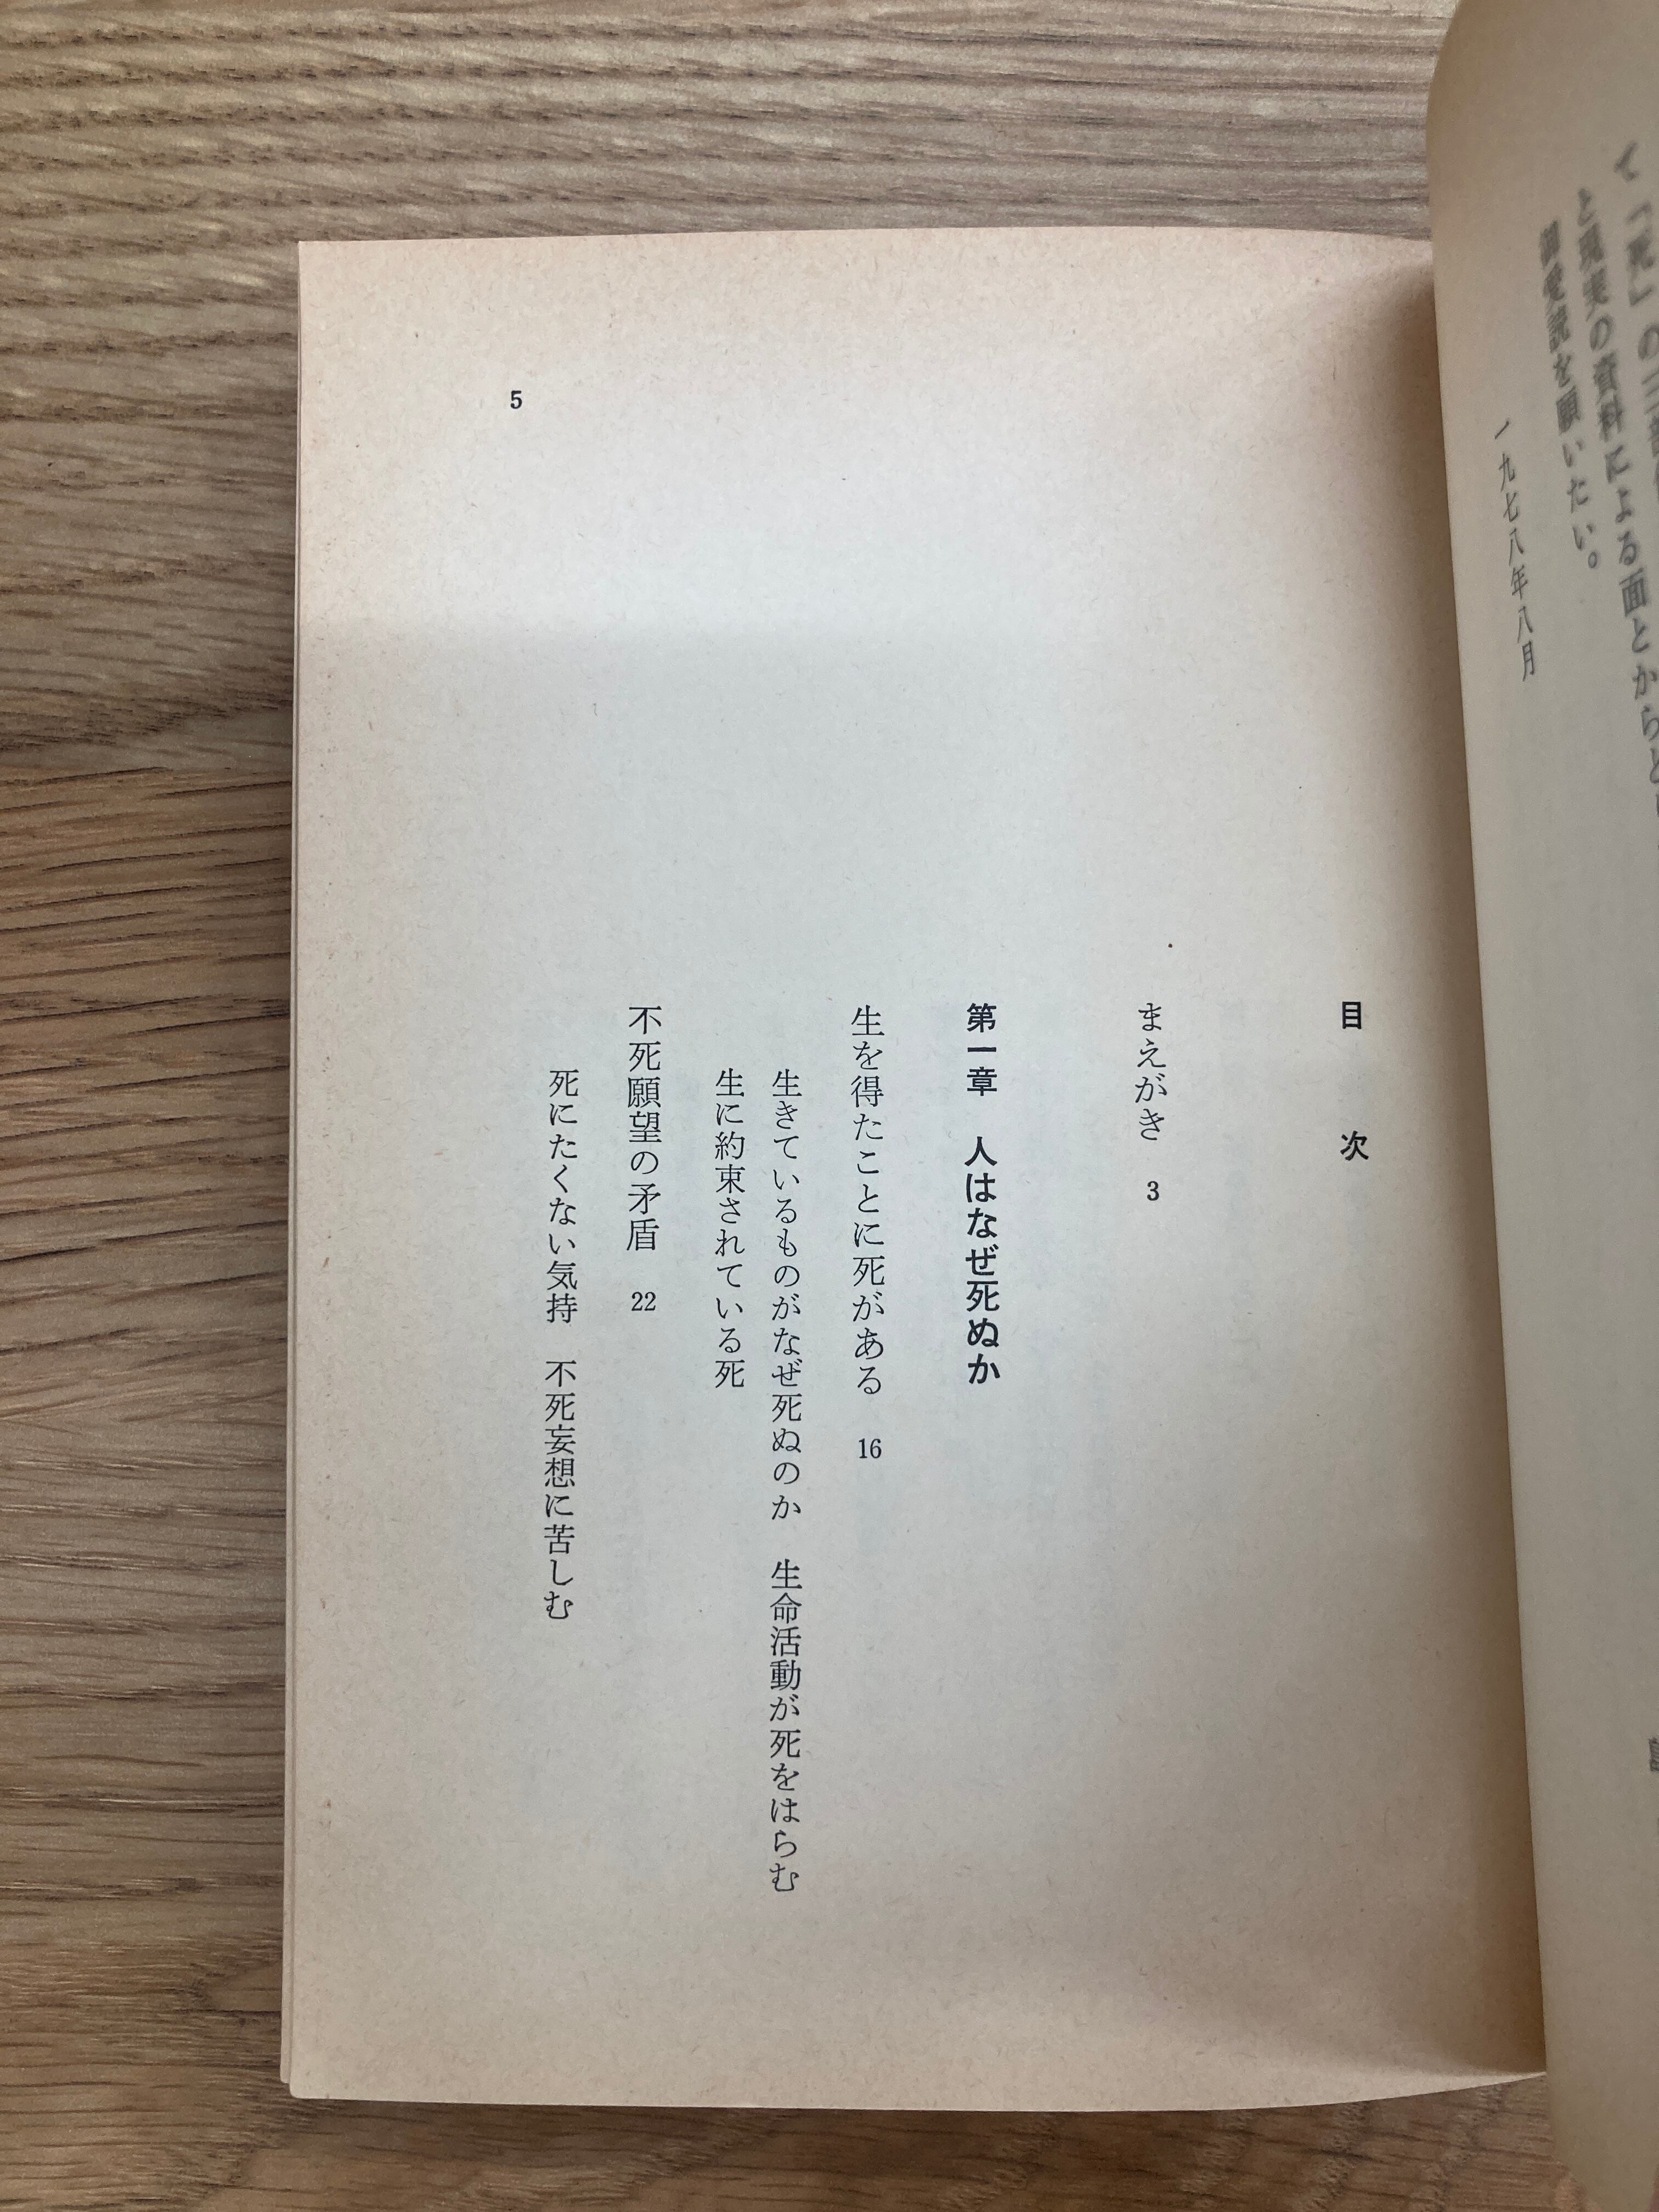 と現実の資料による面とから
御愛読を願いたい。
一九七八年八月
目次
まえがき 3
第一章 人はなぜ死ぬか
生を得たことに死がある 16
生きているものがなぜ死ぬのか 生命活動が死をはらむ
生に約束されている死
不死願望の矛盾 22
死にたくない気持 不死妄想に苦しむ
5